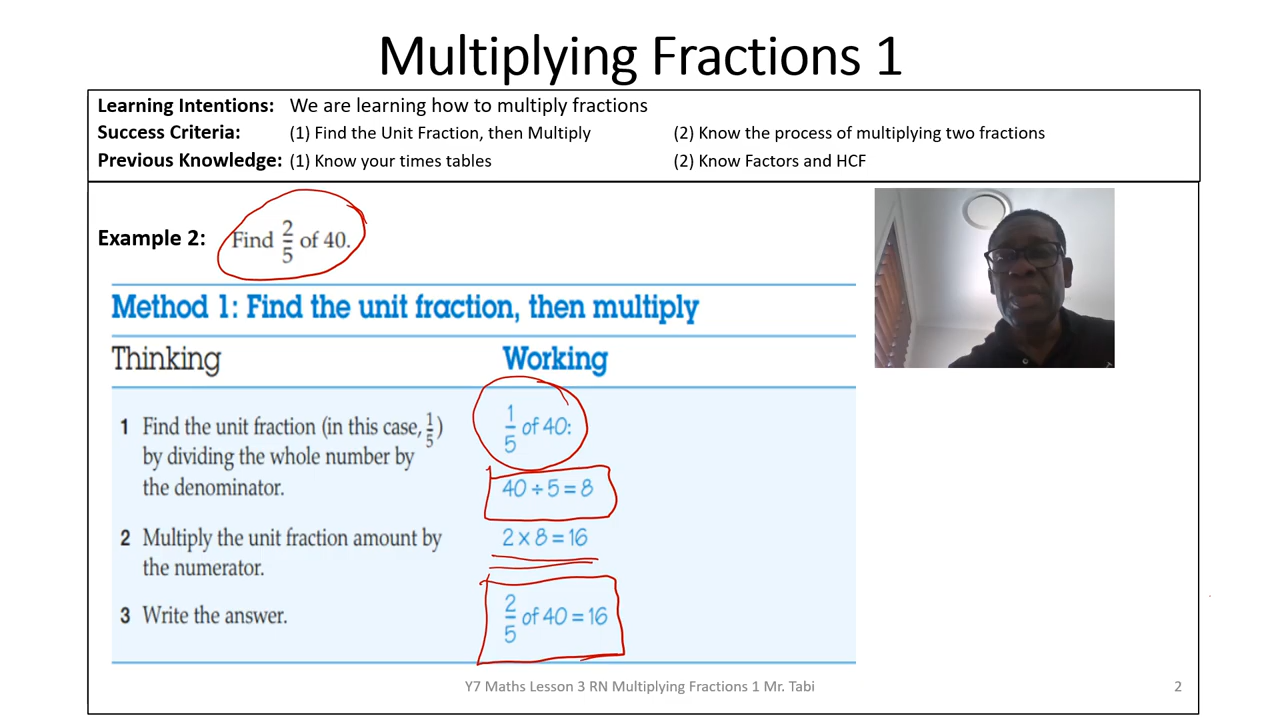 Multiplying Fractions 1
Learning Intentions: We are learning how to multiply fractions
Success Criteria: (1) Find the Unit Fraction, then Multiply (2) Know the process of multiplying two fractions
Previous Knowledge: (1) Know your times tables (2) Know Factors and HCF
Example 2: Find 2/5 of 40.
Method 1: Find the unit fraction, then multiply
Thinking Working
1 Find the unit fraction (in this case, 1/5) 1/5 of 40:
by dividing the whole number by
the denominator. 40 ÷ 5 = 8
2 Multiply the unit fraction amount by 2 × 8 = 16
the numerator.
3 Write the answer. 2/5 of 40 = 16
Y7 Maths Lesson 3 RN Multiplying Fractions 1 Mr. Tabi 2